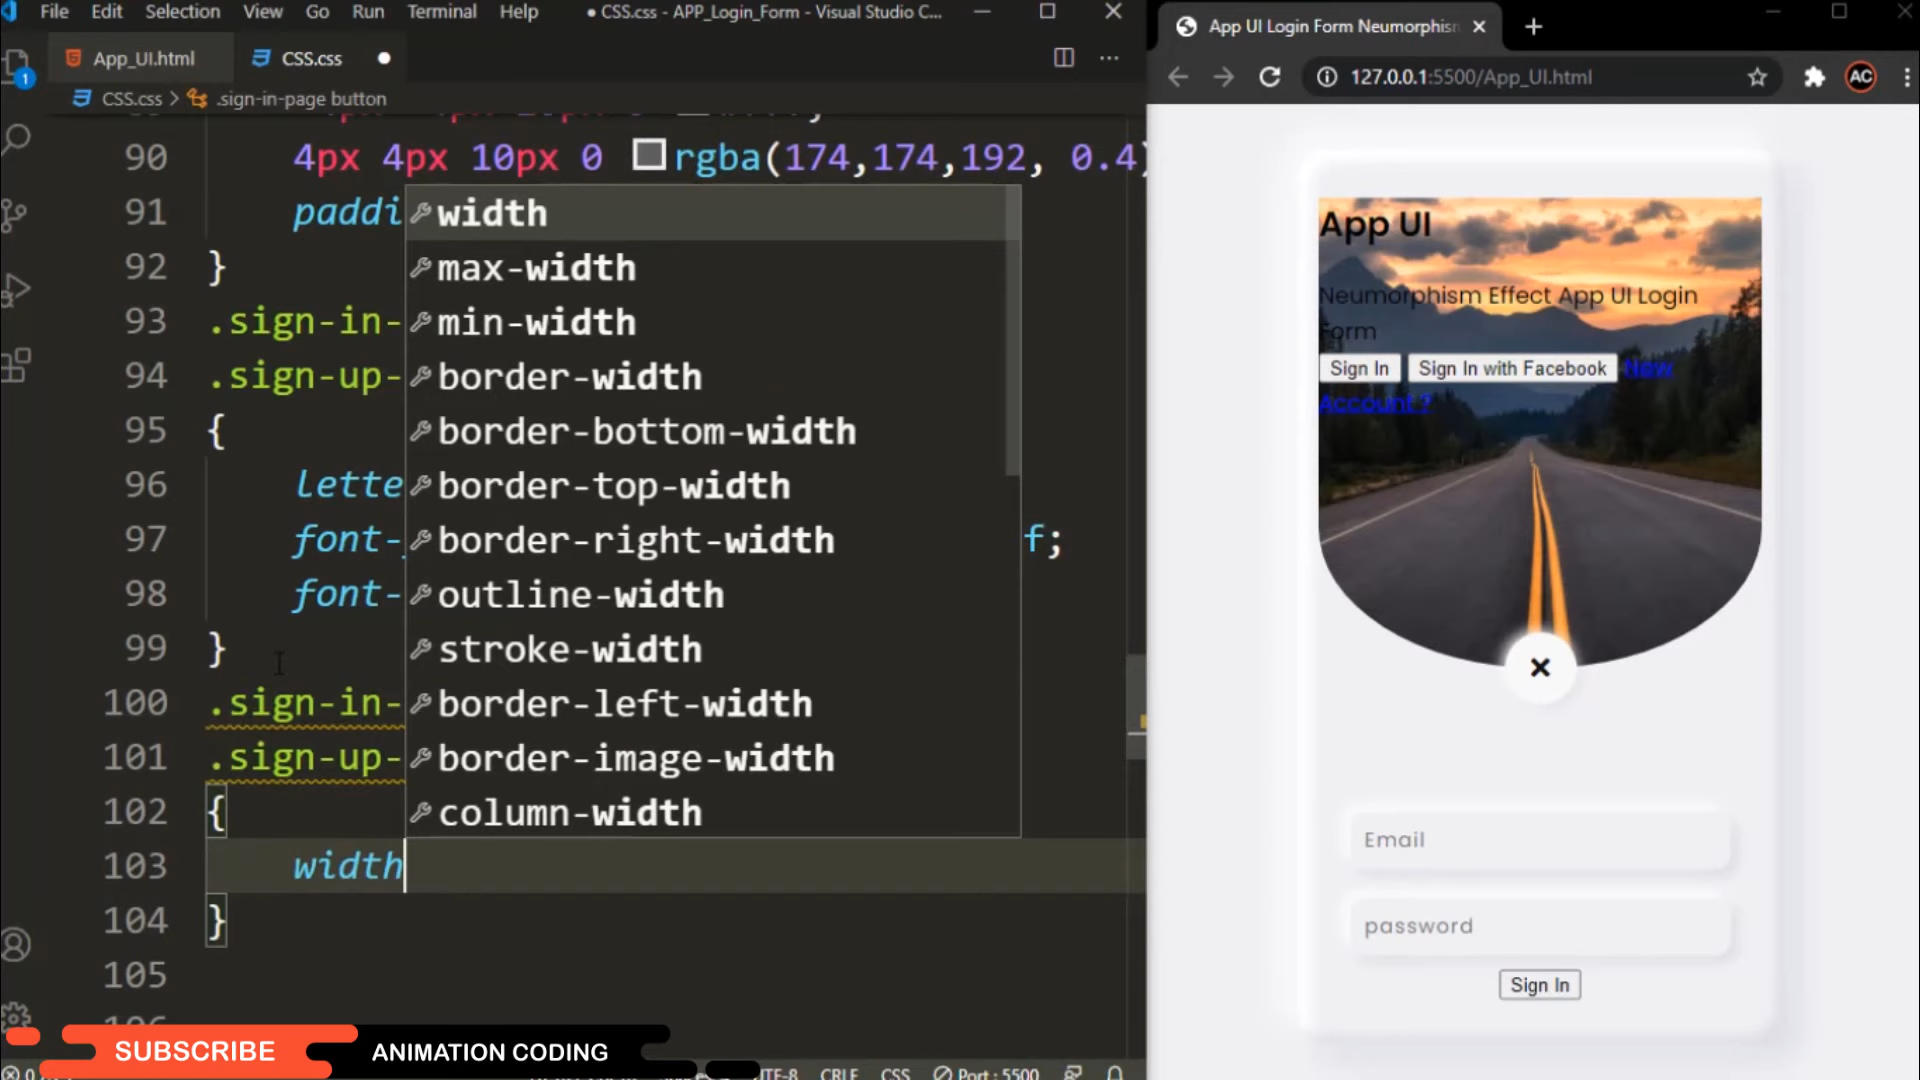 File Edit Selection View Go Run Terminal Help ● CSS.css - APP_Login_Form - Visual Studio C...
App_UI.html CSS.css
CSS.css > .sign-in-page button
1
90 4px 4px 10px 0 rgba(174,174,192, 0.4)
91 paddi
92 }
93 .sign-in-
94 .sign-up-
95 {
96 lette
97 font- f;
98 font-
99 }
100 .sign-in-
101 .sign-up-
102 {
103 width
104 }
105
width
max-width
min-width
border-width
border-bottom-width
border-top-width
border-right-width
outline-width
stroke-width
border-left-width
border-image-width
column-width
SUBSCRIBE ANIMATION CODING
UTF-8 CRLF CSS Port : 5500
App UI Login Form Neumorphism
127.0.0.1:5500/App_UI.html
AC
App UI
Neumorphism Effect App UI Login
Form
Sign In Sign In with Facebook New
Account ?
Email
password
Sign In